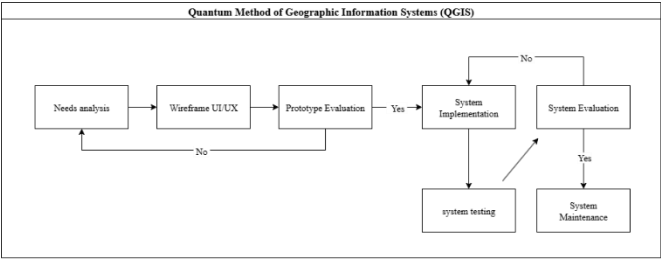 Quantum Method of Geographic Information Systems (QGIS)
No
Needs analysis
Wireframe UI/UX
Prototype Evaluation
Yes
System
Implementation
System Evaluation
No
Yes
system testing
System
Maintenance